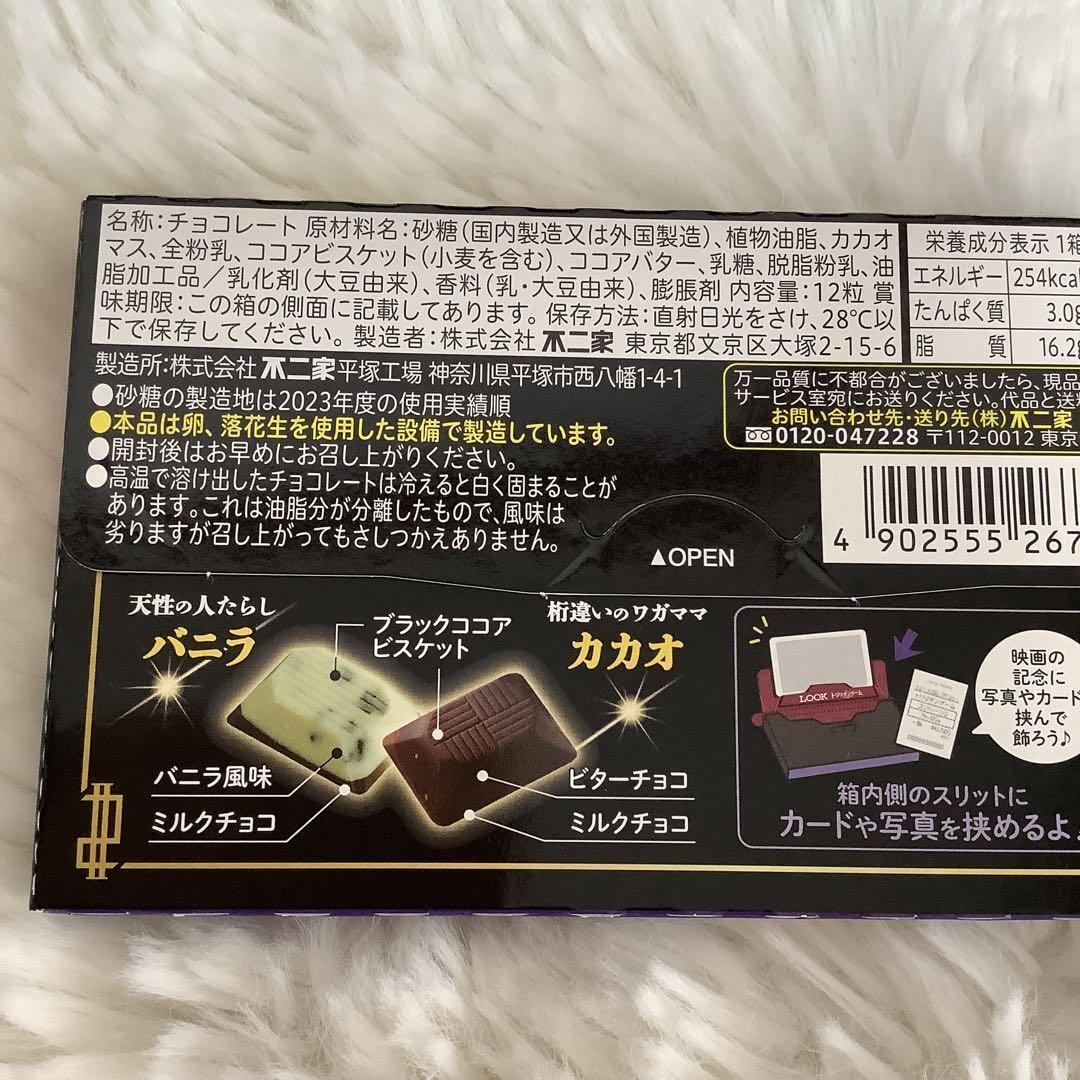 名称:チョコレート 原材料名:砂糖(国内製造又は外国製造)、植物油脂、カカオ
マス、全粉乳、ココアビスケット(小麦を含む)、ココアバター、乳糖、脱脂粉乳、油
脂加工品/乳化剤(大豆由来)、香料(乳・大豆由来)、膨脹剤 内容量:12粒 賞
味期限:この箱の側面に記載してあります。保存方法:直射日光をさけ、28℃以
下で保存してください。製造者:株式会社 不二家 東京都文京区大塚2-15-6
製造所:株式会社 不二家 平塚工場 神奈川県平塚市西八幡1-4-1
●砂糖の製造地は2023年度の使用実績順
●本品は卵、落花生を使用した設備で製造しています。
●開封後はお早めにお召し上がりください。
●高温で溶け出したチョコレートは冷えると白く固まることが
あります。これは油脂分が分離したもので、風味は
劣りますが召し上がってもさしつかえありません。
栄養成分表示 1箱
エネルギー 254kcal
たんぱく質 3.0g
脂質 16.2g
万一品質に不都合がございましたら、現品
サービス室宛にお送りください。代品と送料
お問い合わせ先・送り先(株)不二家
0120-047228 〒112-0012 東京
4 902555 267
▲OPEN
天性の人たらし
バニラ
ブラックココア
ビスケット
桁違いのワガママ
カカオ
バニラ風味
ミルクチョコ
ビターチョコ
ミルクチョコ
LOOK トリリオンゲーム
映画の
記念に
写真やカード
挟んで
飾ろう♪
箱内側のスリットに
カードや写真を挟めるよ